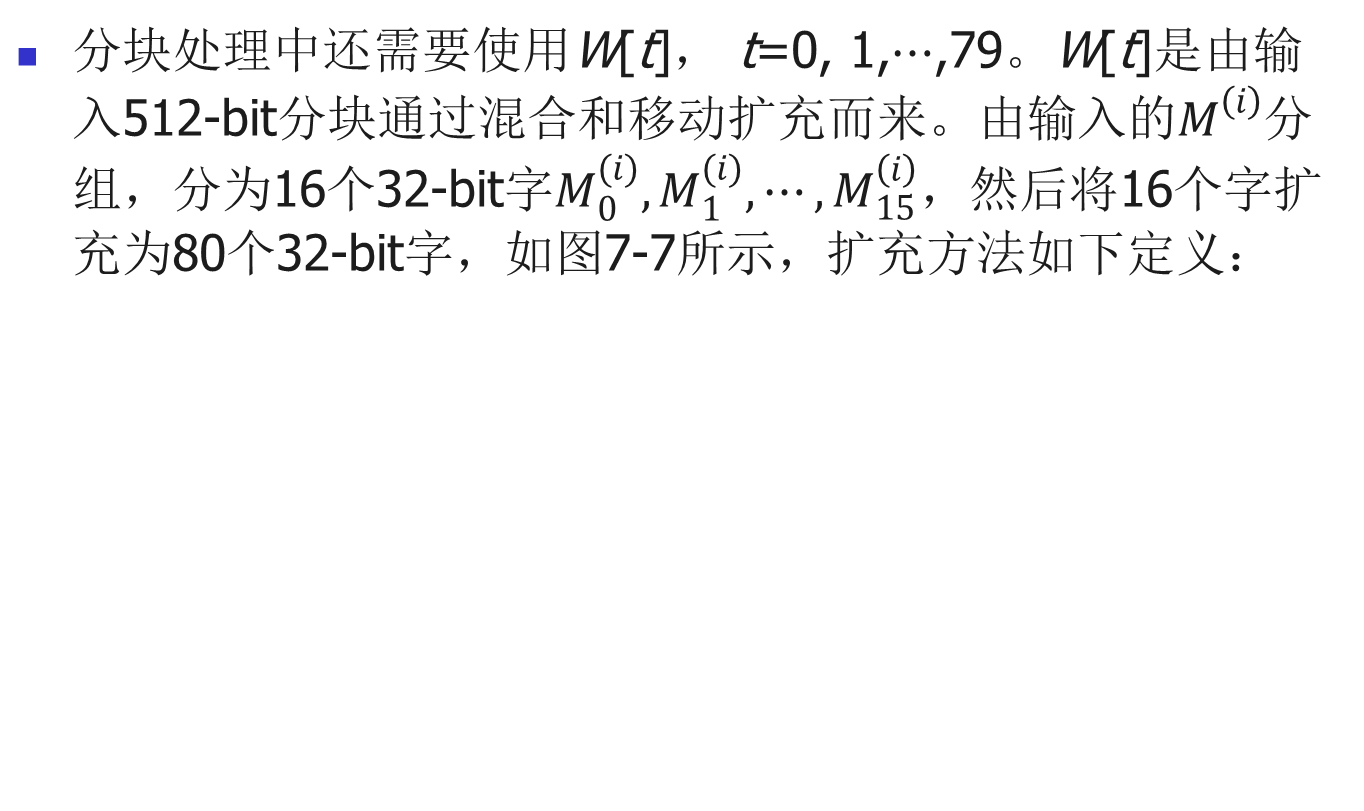 分块处理中还需要使用W[t]， t=0, 1,⋯,79。W[t]是由输
入512-bit分块通过混合和移动扩充而来。由输入的M^{(i)}分
组，分为16个32-bit字M_0^{(i)},M_1^{(i)},⋯,M_{15}^{(i)}，然后将16个字扩
充为80个32-bit字，如图7-7所示，扩充方法如下定义：